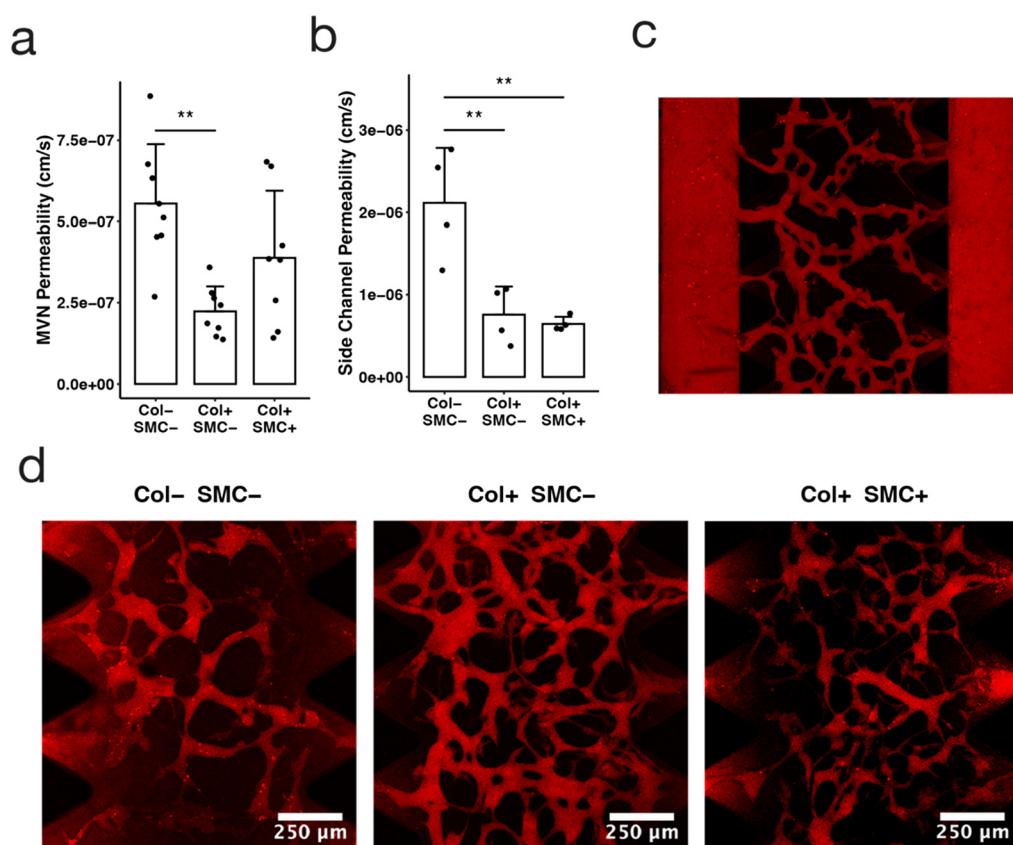 a
MVN Permeability (cm/s)
7.5e−07
5.0e−07
2.5e−07
0.0e+00
**
Col− SMC−
Col+ SMC−
Col+ SMC+
b
Side Channel Permeability (cm/s)
3e−06
2e−06
1e−06
0e+00
**
**
Col− SMC−
Col+ SMC−
Col+ SMC+
c
d
Col− SMC−
Col+ SMC−
Col+ SMC+
250 µm
250 µm
250 µm